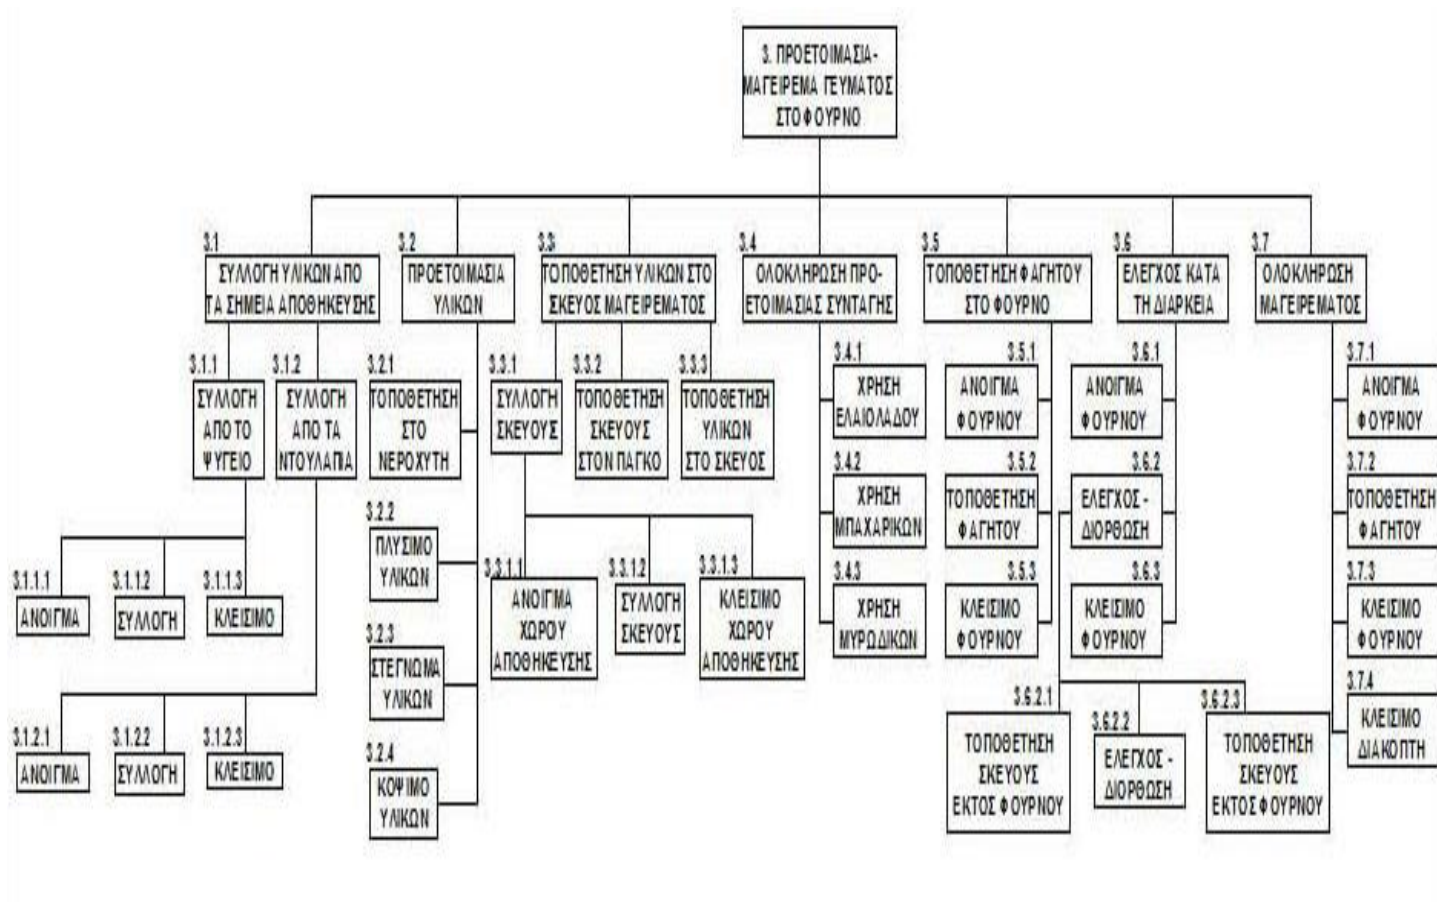 3. ΠΡΟΕΤΟΙΜΑΣΙΑ-
ΜΑΓΕΙΡΕΜΑ ΓΕΥΜΑΤΟΣ
ΣΤΟ ΦΟΥΡΝΟ
3.1
ΣΥΛΛΟΓΗ ΥΛΙΚΩΝ ΑΠΟ
ΤΑ ΣΗΜΕΙΑ ΑΠΟΘΗΚΕΥΣΗΣ
3.2
ΠΡΟΕΤΟΙΜΑΣΙΑ
ΥΛΙΚΩΝ
3.3
ΤΟΠΟΘΕΤΗΣΗ ΥΛΙΚΩΝ ΣΤΟ
ΣΚΕΥΟΣ ΜΑΓΕΙΡΕΜΑΤΟΣ
3.4
ΟΛΟΚΛΗΡΩΣΗ ΠΡΟ-
ΕΤΟΙΜΑΣΙΑΣ ΣΥΝΤΑΓΗΣ
3.5
ΤΟΠΟΘΕΤΗΣΗ ΦΑΓΗΤΟΥ
ΣΤΟ ΦΟΥΡΝΟ
3.6
ΕΛΕΓΧΟΣ ΚΑΤΑ
ΤΗ ΔΙΑΡΚΕΙΑ
3.7
ΟΛΟΚΛΗΡΩΣΗ
ΜΑΓΕΙΡΕΜΑΤΟΣ
3.1.1
ΣΥΛΛΟΓΗ
ΑΠΟ ΤΟ
ΨΥΓΕΙΟ
3.1.2
ΣΥΛΛΟΓΗ
ΑΠΟ ΤΑ
ΝΤΟΥΛΑΠΙΑ
3.1.1.1
ΑΝΟΙΓΜΑ
3.1.1.2
ΣΥΛΛΟΓΗ
3.1.1.3
ΚΛΕΙΣΙΜΟ
3.1.2.1
ΑΝΟΙΓΜΑ
3.1.2.2
ΣΥΛΛΟΓΗ
3.1.2.3
ΚΛΕΙΣΙΜΟ
3.2.1
ΤΟΠΟΘΕΤΗΣΗ
ΣΤΟ
ΝΕΡΟΧΥΤΗ
3.2.2
ΠΛΥΣΙΜΟ
ΥΛΙΚΩΝ
3.2.3
ΣΤΕΓΝΩΜΑ
ΥΛΙΚΩΝ
3.2.4
ΚΟΨΙΜΟ
ΥΛΙΚΩΝ
3.3.1
ΣΥΛΛΟΓΗ
ΣΚΕΥΟΥΣ
3.3.2
ΤΟΠΟΘΕΤΗΣΗ
ΣΚΕΥΟΥΣ
ΣΤΟΝ ΠΑΓΚΟ
3.3.3
ΤΟΠΟΘΕΤΗΣΗ
ΥΛΙΚΩΝ
ΣΤΟ ΣΚΕΥΟΣ
3.3.1.1
ΑΝΟΙΓΜΑ
ΧΩΡΟΥ
ΑΠΟΘΗΚΕΥΣΗΣ
3.3.1.2
ΣΥΛΛΟΓΗ
ΣΚΕΥΟΥΣ
3.3.1.3
ΚΛΕΙΣΙΜΟ
ΧΩΡΟΥ
ΑΠΟΘΗΚΕΥΣΗΣ
3.4.1
ΧΡΗΣΗ
ΕΛΑΙΟΛΑΔΟΥ
3.4.2
ΧΡΗΣΗ
ΜΠΑΧΑΡΙΚΩΝ
3.4.3
ΧΡΗΣΗ
ΜΥΡΩΔΙΚΩΝ
3.5.1
ΑΝΟΙΓΜΑ
ΦΟΥΡΝΟΥ
3.5.2
ΤΟΠΟΘΕΤΗΣΗ
ΦΑΓΗΤΟΥ
3.5.3
ΚΛΕΙΣΙΜΟ
ΦΟΥΡΝΟΥ
3.6.1
ΑΝΟΙΓΜΑ
ΦΟΥΡΝΟΥ
3.6.2
ΕΛΕΓΧΟΣ -
ΔΙΟΡΘΩΣΗ
3.6.3
ΚΛΕΙΣΙΜΟ
ΦΟΥΡΝΟΥ
3.6.2.1
ΤΟΠΟΘΕΤΗΣΗ
ΣΚΕΥΟΥΣ
ΕΚΤΟΣ ΦΟΥΡΝΟΥ
3.6.2.2
ΕΛΕΓΧΟΣ -
ΔΙΟΡΘΩΣΗ
3.6.2.3
ΤΟΠΟΘΕΤΗΣΗ
ΣΚΕΥΟΥΣ
ΕΚΤΟΣ ΦΟΥΡΝΟΥ
3.7.1
ΑΝΟΙΓΜΑ
ΦΟΥΡΝΟΥ
3.7.2
ΤΟΠΟΘΕΤΗΣΗ
ΦΑΓΗΤΟΥ
3.7.3
ΚΛΕΙΣΙΜΟ
ΦΟΥΡΝΟΥ
3.7.4
ΚΛΕΙΣΙΜΟ
ΔΙΑΚΟΠΤΗ